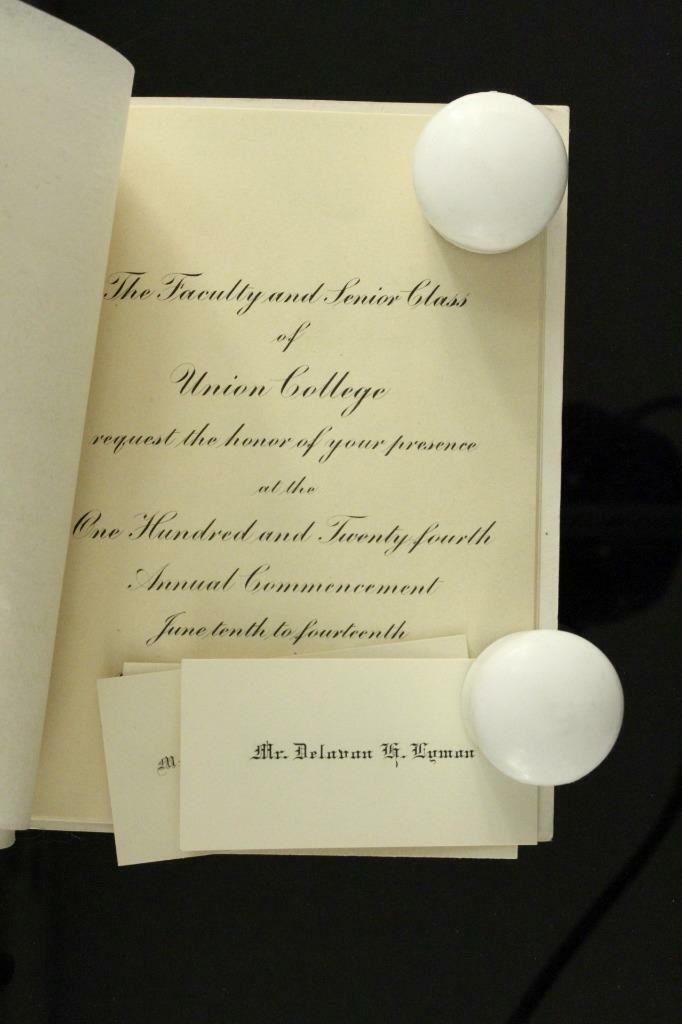 The Faculty and Senior Class
of
Union College
request the honor of your presence
at the
One Hundred and Twenty fourth
Annual Commencement
June tenth to fourteenth
Mr. Delavan H. Lyman
M